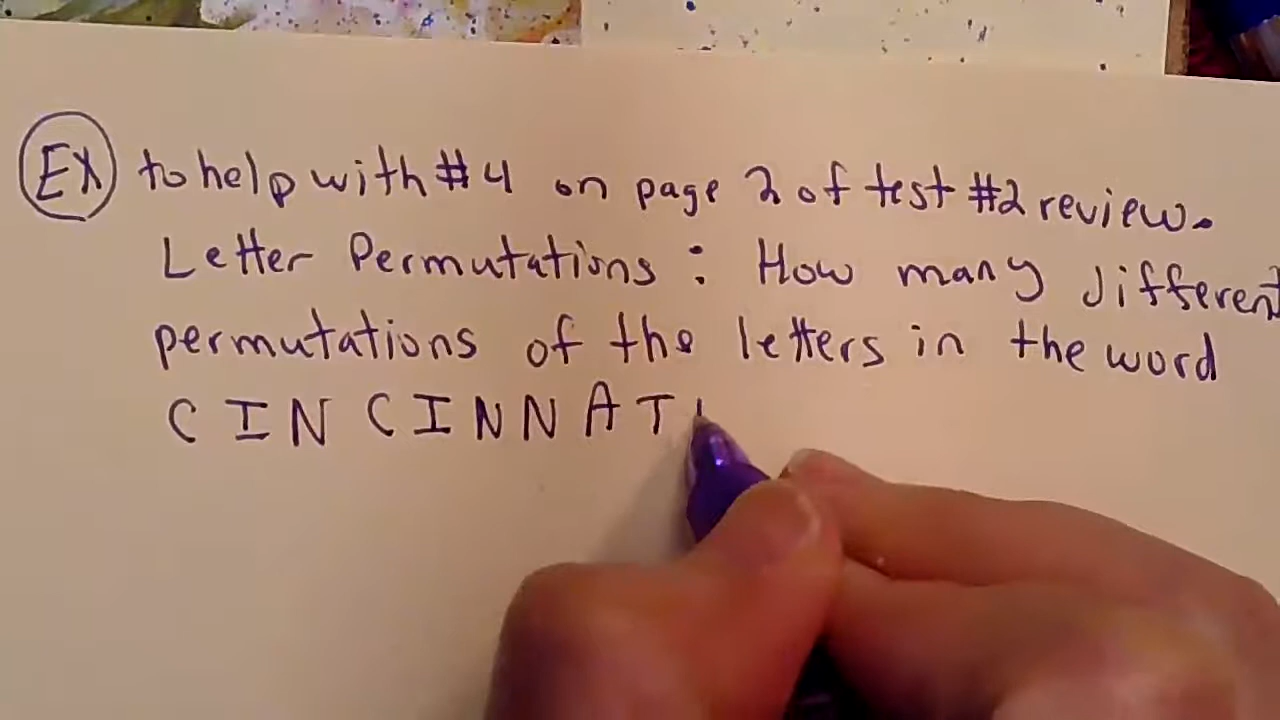 EX to help with #4 on page 2 of test #2 review.
Letter Permutations: How many different
permutations of the letters in the word
CINCINNATI